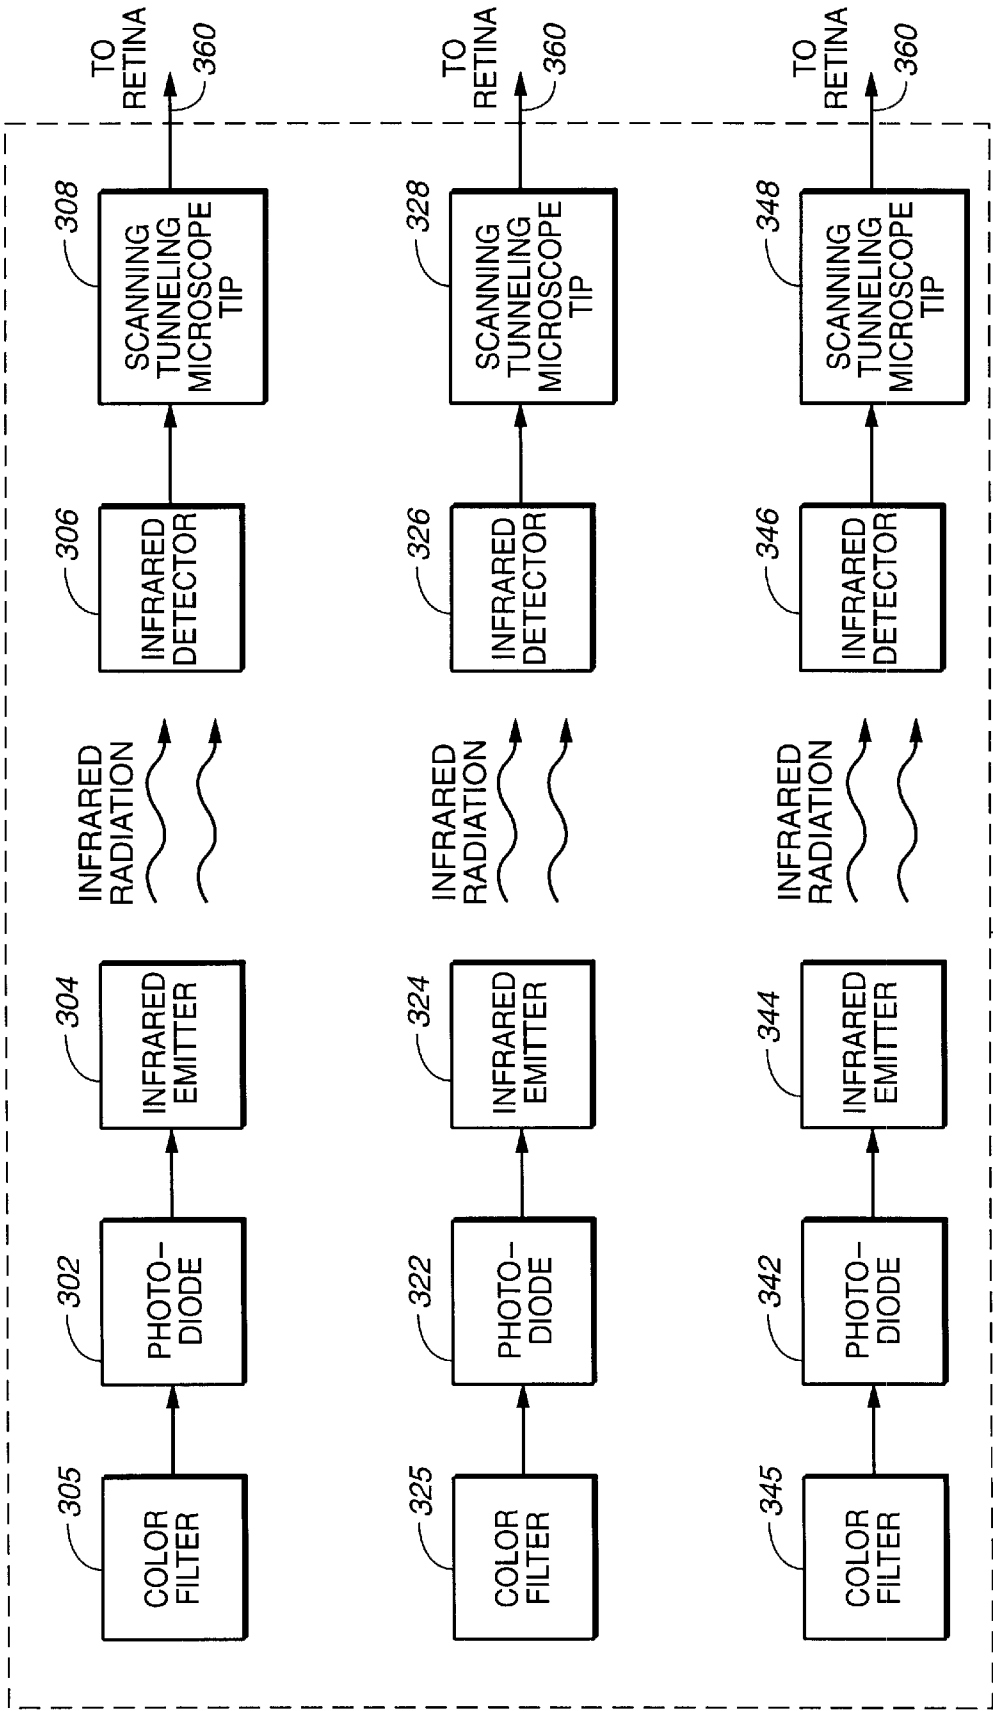 305
COLOR
FILTER
302
PHOTO-
DIODE
304
INFRARED
EMITTER
INFRARED
RADIATION
306
INFRARED
DETECTOR
308
SCANNING
TUNNELING
MICROSCOPE
TIP
TO
RETINA
360
325
COLOR
FILTER
322
PHOTO-
DIODE
324
INFRARED
EMITTER
INFRARED
RADIATION
326
INFRARED
DETECTOR
328
SCANNING
TUNNELING
MICROSCOPE
TIP
TO
RETINA
360
345
COLOR
FILTER
342
PHOTO-
DIODE
344
INFRARED
EMITTER
INFRARED
RADIATION
346
INFRARED
DETECTOR
348
SCANNING
TUNNELING
MICROSCOPE
TIP
TO
RETINA
360